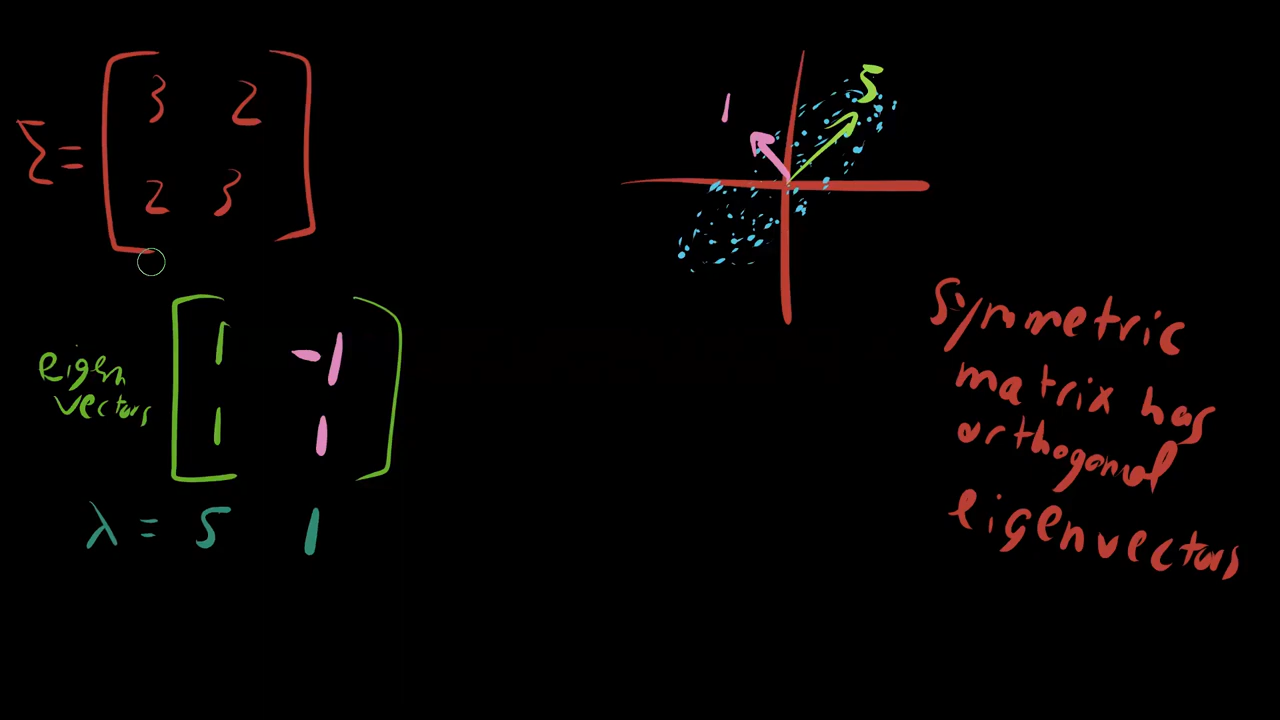 Σ = [ 3 2
2 3 ]
1
5
eigen
vectors
[ 1 -1
1 1 ]
λ = 5 1
Symmetric
matrix has
orthogonal
eigenvectors